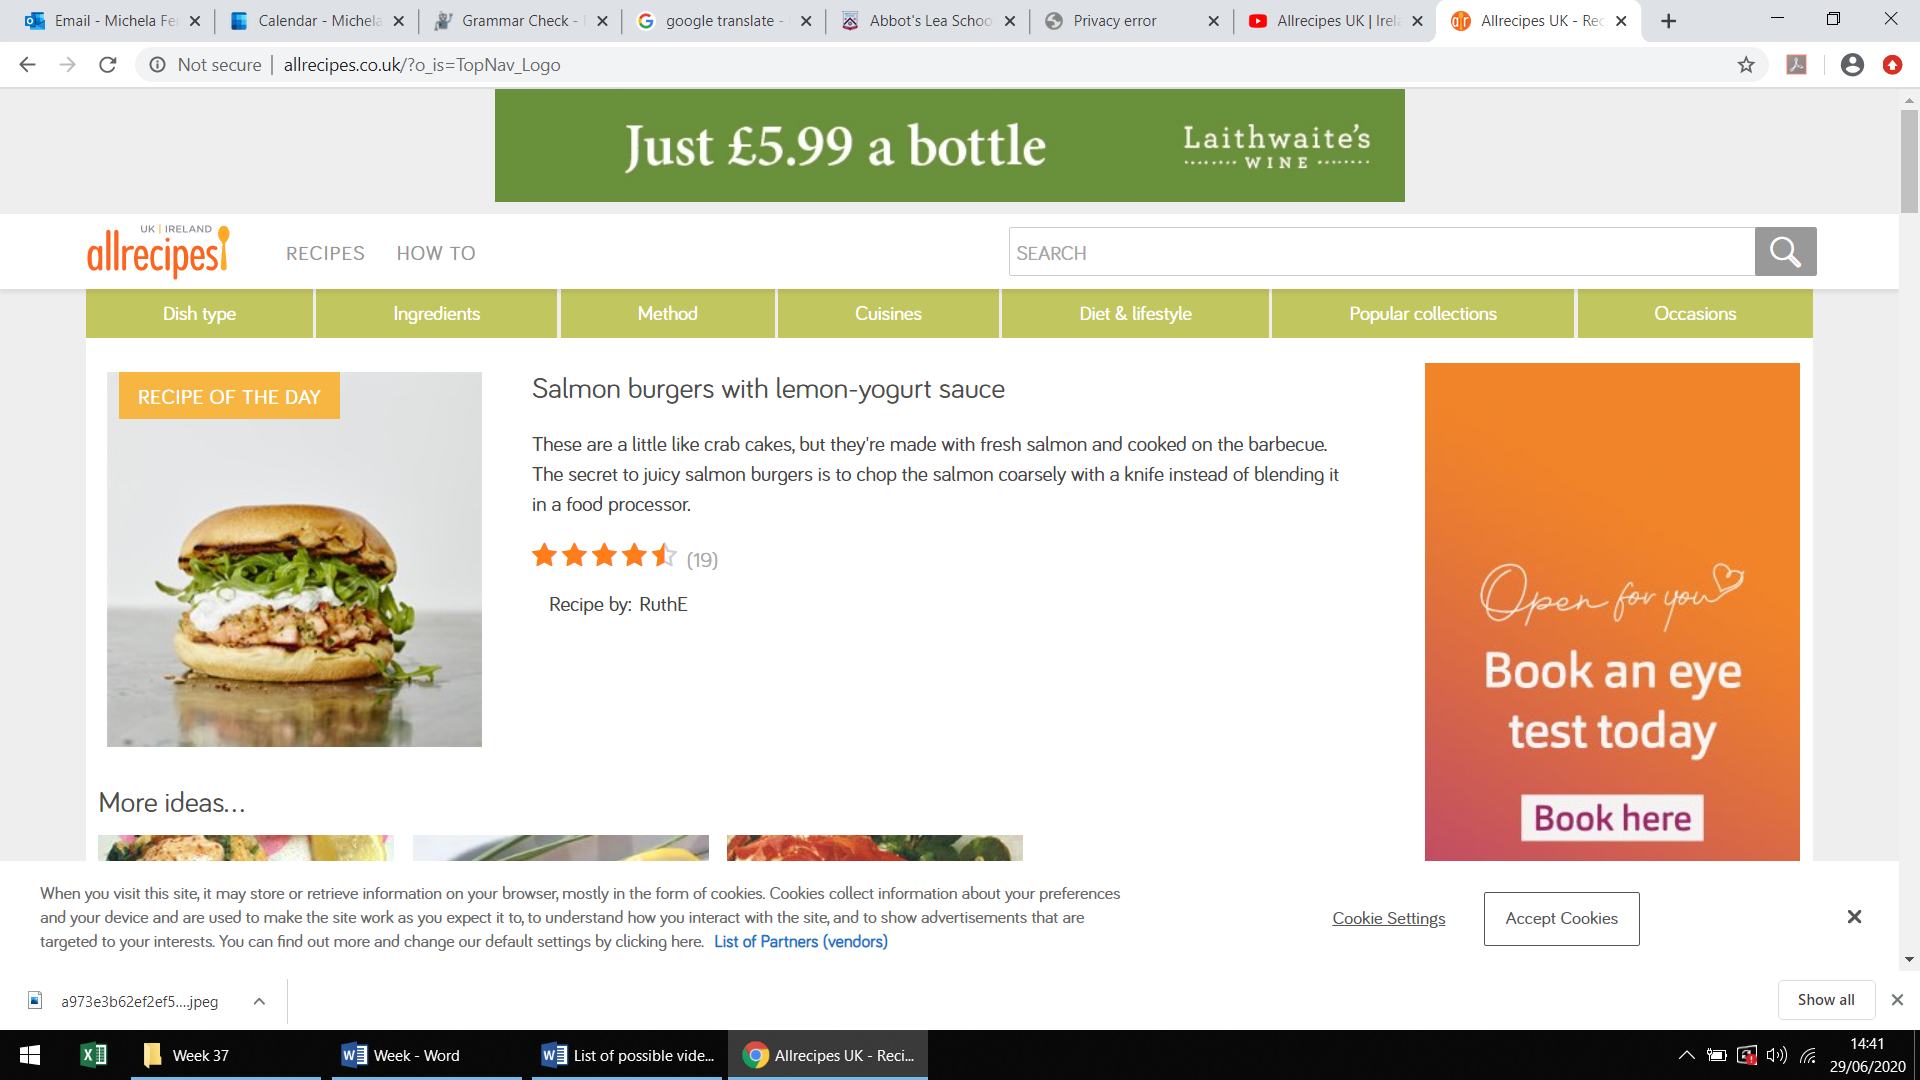 Email - Michela Fe
Calendar - Michela
Grammar Check -
google translate -
Abbot's Lea Schoo
Privacy error
Allrecipes UK | Irela
Allrecipes UK - Rec
Not secure
allrecipes.co.uk/?o_is=TopNav_Logo
Just £5.99 a bottle
Laithwaite's
WINE
UK | IRELAND
allrecipes
RECIPES
HOW TO
SEARCH
Dish type
Ingredients
Method
Cuisines
Diet & lifestyle
Popular collections
Occasions
RECIPE OF THE DAY
Salmon burgers with lemon-yogurt sauce
These are a little like crab cakes, but they're made with fresh salmon and cooked on the barbecue.
The secret to juicy salmon burgers is to chop the salmon coarsely with a knife instead of blending it
in a food processor.
(19)
Recipe by: RuthE
Open for you
Book an eye
test today
Book here
More ideas...
When you visit this site, it may store or retrieve information on your browser, mostly in the form of cookies. Cookies collect information about your preferences
and your device and are used to make the site work as you expect it to, to understand how you interact with the site, and to show advertisements that are
targeted to your interests. You can find out more and change our default settings by clicking here. List of Partners (vendors)
Cookie Settings
Accept Cookies
a973e3b62ef2ef5....jpeg
Show all
Week 37
Week - Word
List of possible vide...
Allrecipes UK - Reci...
14:41
29/06/2020